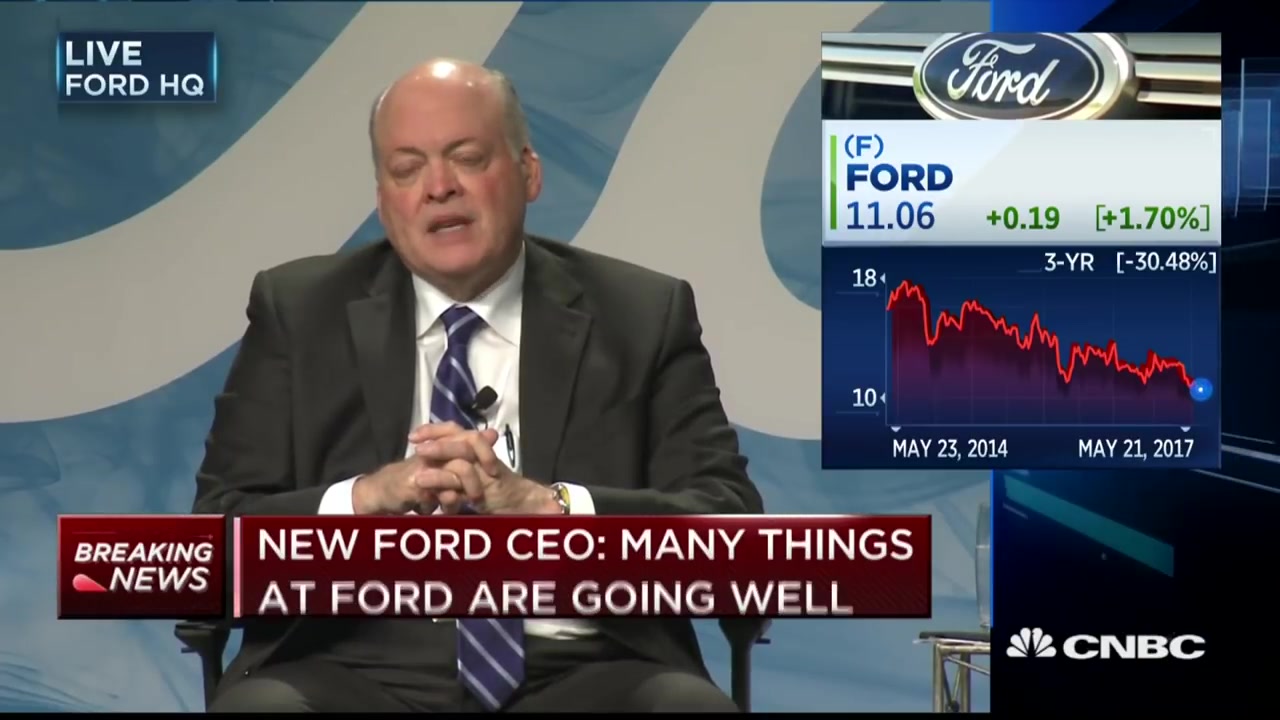 LIVE
FORD HQ
Ford
(F)
FORD
11.06 +0.19 [+1.70%]
3-YR [-30.48%]
18
10
MAY 23, 2014 MAY 21, 2017
BREAKING
NEWS
NEW FORD CEO: MANY THINGS
AT FORD ARE GOING WELL
CNBC